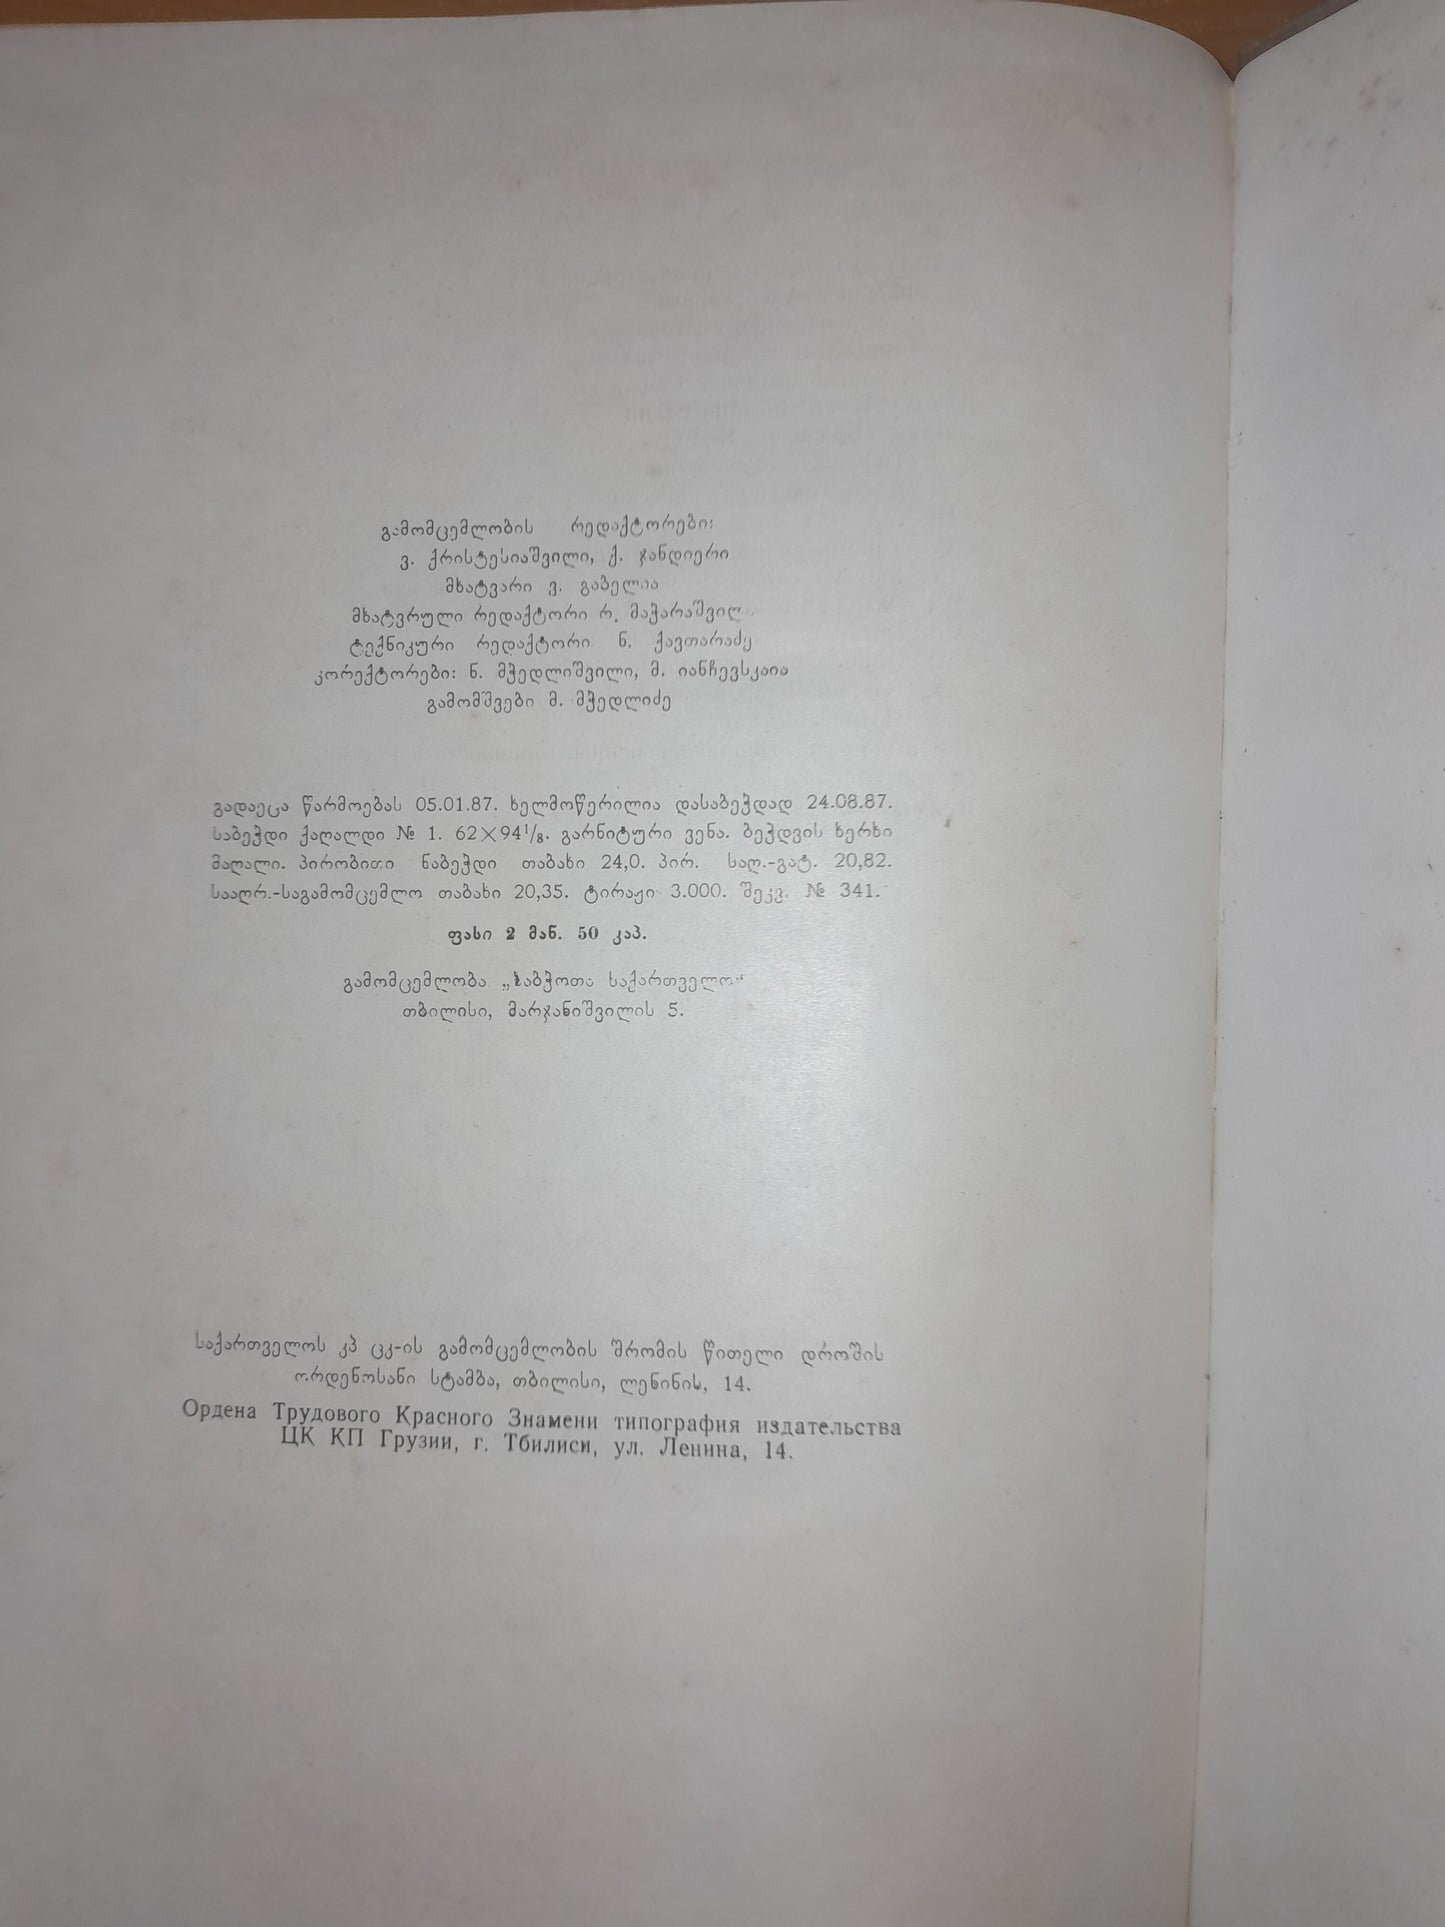 გამომცემლობის რედაქტორები:
ვ. ქრისტესიაშვილი, ქ. ჯანდიერი
მხატვარი ვ. გაბელია
მხატვრული რედაქტორი რ. მაჭარაშვილ
ტექნიკური რედაქტორი ნ. ქავთარაძე
კორექტორები: ნ. მჭედლიშვილი, მ. იანჩევსკაია
გამომშვები მ. მჭედლიძე
გადაეცა წარმოებას 05.01.87. ხელმოწერილია დასაბეჭდად 24.08.87.
საბეჭდი ქაღალდი № 1. 62×94¹/₈. გარნიტური ვენა. ბეჭდვის ხერხი
მაღალი. პირობითი ნაბეჭდი თაბახი 24,0. პირ. საღ.-გატ. 20,82.
სააღრ.-საგამომცემლო თაბახი 20,35. ტირაჟი 3.000. შეკვ. № 341.
ფასი 2 მან. 50 კაპ.
გამომცემლობა „საბჭოთა საქართველო“
თბილისი, მარჯანიშვილის 5.
საქართველოს კპ ცკ-ის გამომცემლობის შრომის წითელი დროშის
ორდენოსანი სტამბა, თბილისი, ლენინის, 14.
Ордена Трудового Красного Знамени типография издательства
ЦК КП Грузии, г. Тбилиси, ул. Ленина, 14.